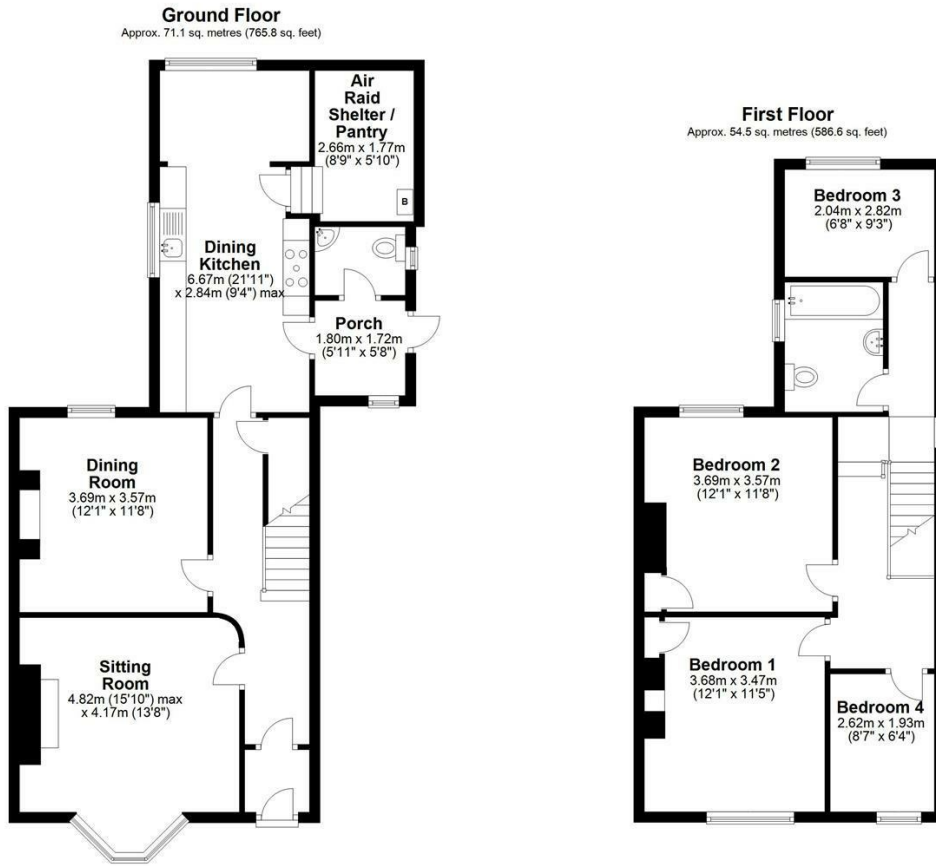 Ground Floor
Approx. 71.1 sq. metres (765.8 sq. feet)
Air
Raid
Shelter /
Pantry
2.66m x 1.77m
(8'9" x 5'10")
B
Dining
Kitchen
6.67m (21'11")
x 2.84m (9'4") max
Porch
1.80m x 1.72m
(5'11" x 5'8")
Dining
Room
3.69m x 3.57m
(12'1" x 11'8")
Sitting
Room
4.82m (15'10") max
x 4.17m (13'8")
First Floor
Approx. 54.5 sq. metres (586.6 sq. feet)
Bedroom 3
2.04m x 2.82m
(6'8" x 9'3")
Bedroom 2
3.69m x 3.57m
(12'1" x 11'8")
Bedroom 1
3.68m x 3.47m
(12'1" x 11'5")
Bedroom 4
2.62m x 1.93m
(8'7" x 6'4")